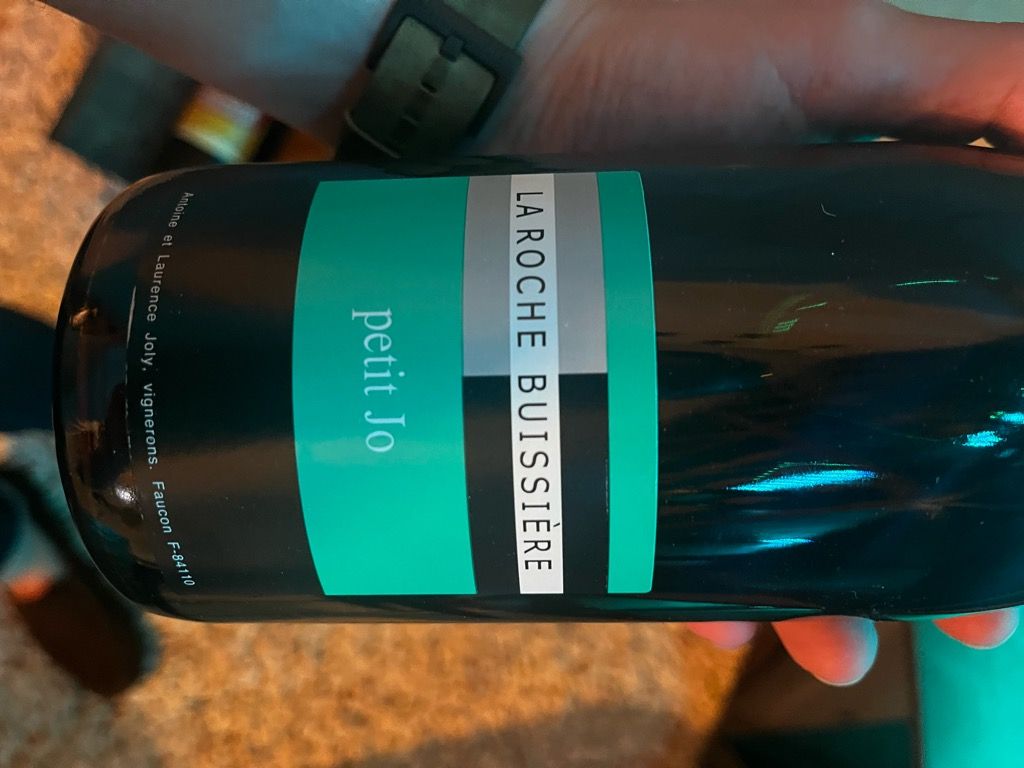 LA ROCHE BUISSIÈRE
petit Jo
Antoine et Laurence Joly, vignerons. Faucon F-84110